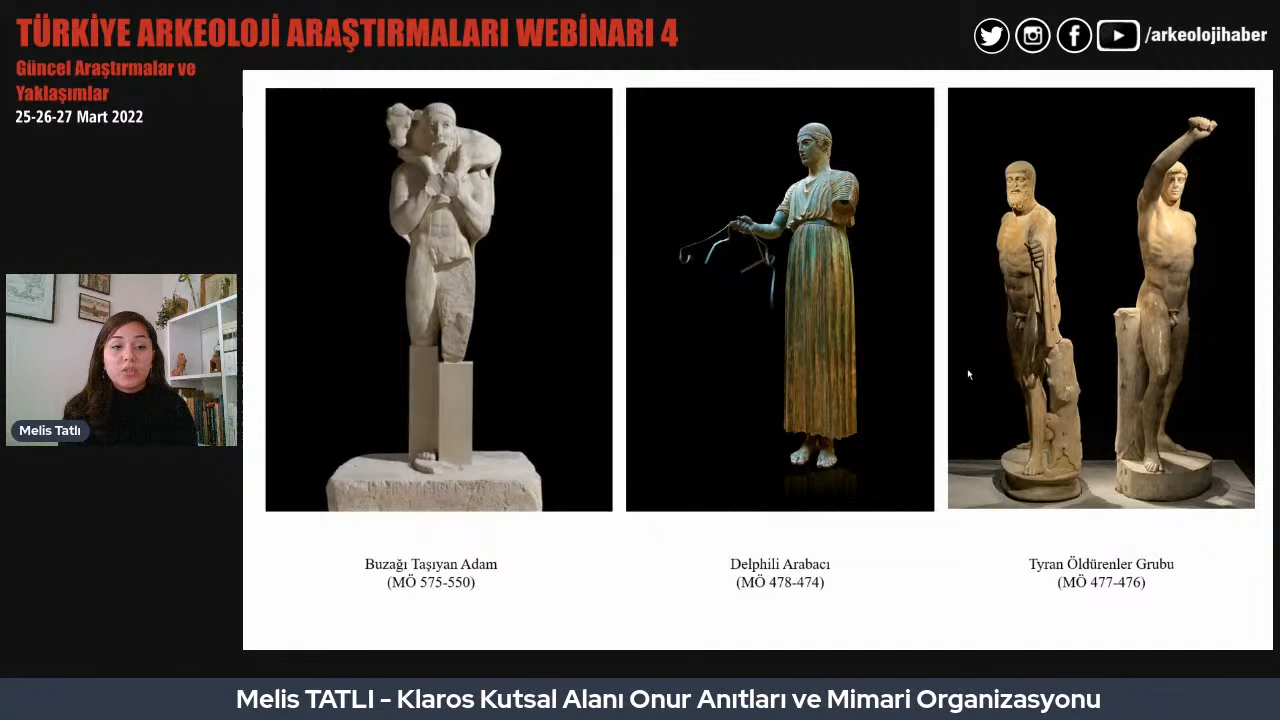 TÜRKİYE ARKEOLOJİ ARAŞTIRMALARI WEBİNARI 4
Güncel Araştırmalar ve
Yaklaşımlar
25-26-27 Mart 2022
/arkeolojihaber
Melis Tatlı
Buzağı Taşıyan Adam
(MÖ 575-550)
Delphili Arabacı
(MÖ 478-474)
Tyran Öldürenler Grubu
(MÖ 477-476)
Melis TATLI - Klaros Kutsal Alanı Onur Anıtları ve Mimari Organizasyonu